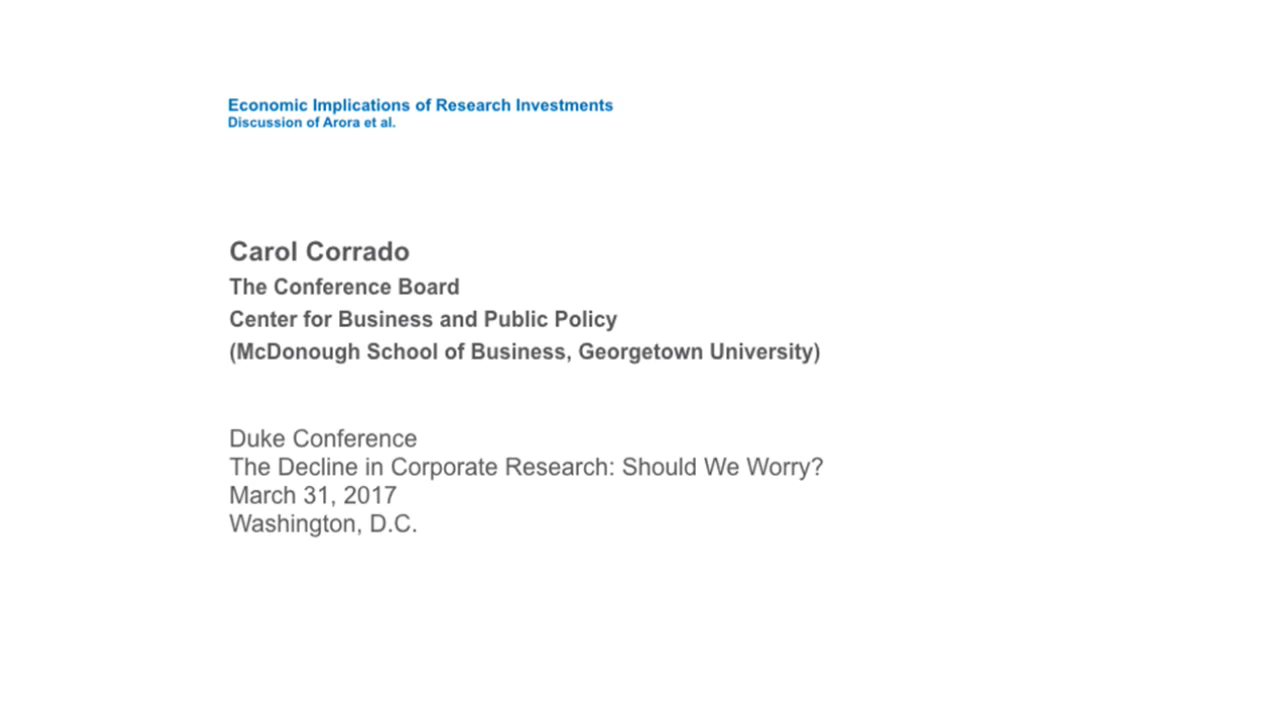 Economic Implications of Research Investments
Discussion of Arora et al.
Carol Corrado
The Conference Board
Center for Business and Public Policy
(McDonough School of Business, Georgetown University)
Duke Conference
The Decline in Corporate Research: Should We Worry?
March 31, 2017
Washington, D.C.